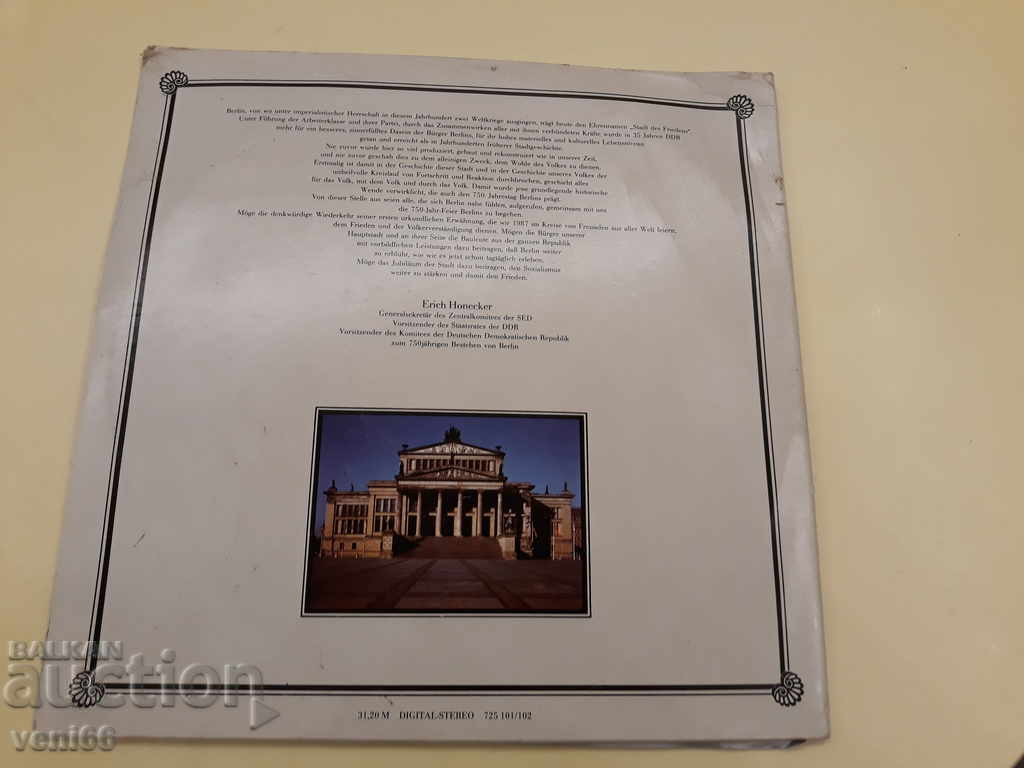 Berlin, von wo unter imperialistischer Herrschaft in diesem Jahrhundert zwei Weltkriege ausgingen, trägt heute den Ehrennamen „Stadt des Friedens".
Unter Führung der Arbeiterklasse und ihrer Partei, durch das Zusammenwirken aller mit ihnen verbündeten Kräfte wurde in 35 Jahren DDR
mehr für ein besseres, sinnerfülltes Dasein der Bürger Berlins, für ihr hohes materielles und kulturelles Lebensniveau
getan und erreicht als in Jahrhunderten früherer Stadtgeschichte.
Nie zuvor wurde hier so viel produziert, gebaut und rekonstruiert wie in unserer Zeit,
und nie zuvor geschah dies zu dem alleinigen Zweck, dem Wohle des Volkes zu dienen.
Erstmalig ist damit in der Geschichte dieser Stadt und in der Geschichte unseres Volkes der
unheilvolle Kreislauf von Fortschritt und Reaktion durchbrochen, geschieht alles
für das Volk, mit dem Volk und durch das Volk. Damit wurde jene grundlegende historische
Wende verwirklicht, die auch den 750. Jahrestag Berlins prägt.
Von dieser Stelle aus seien alle, die sich Berlin nahe fühlen, aufgerufen, gemeinsam mit uns
die 750-Jahr-Feier Berlins zu begehen.
Möge die denkwürdige Wiederkehr seiner ersten urkundlichen Erwähnung, die wir 1987 im Kreise von Freunden aus aller Welt feiern,
dem Frieden und der Völkerverständigung dienen. Mögen die Bürger unserer
Hauptstadt und an ihrer Seite die Bauleute aus der ganzen Republik
mit vorbildlichen Leistungen dazu beitragen, daß Berlin weiter
so erblüht, wie wir es jetzt schon tagtäglich erleben.
Möge das Jubiläum der Stadt dazu beitragen, den Sozialismus
weiter zu stärken und damit den Frieden.
Erich Honecker
Generalsekretär des Zentralkomitees der SED
Vorsitzender des Staatsrates der DDR
Vorsitzender des Komitees der Deutschen Demokratischen Republik
zum 750jährigen Bestehen von Berlin
31,20 M DIGITAL-STEREO 725 101/102
BALKAN
auction
veni66